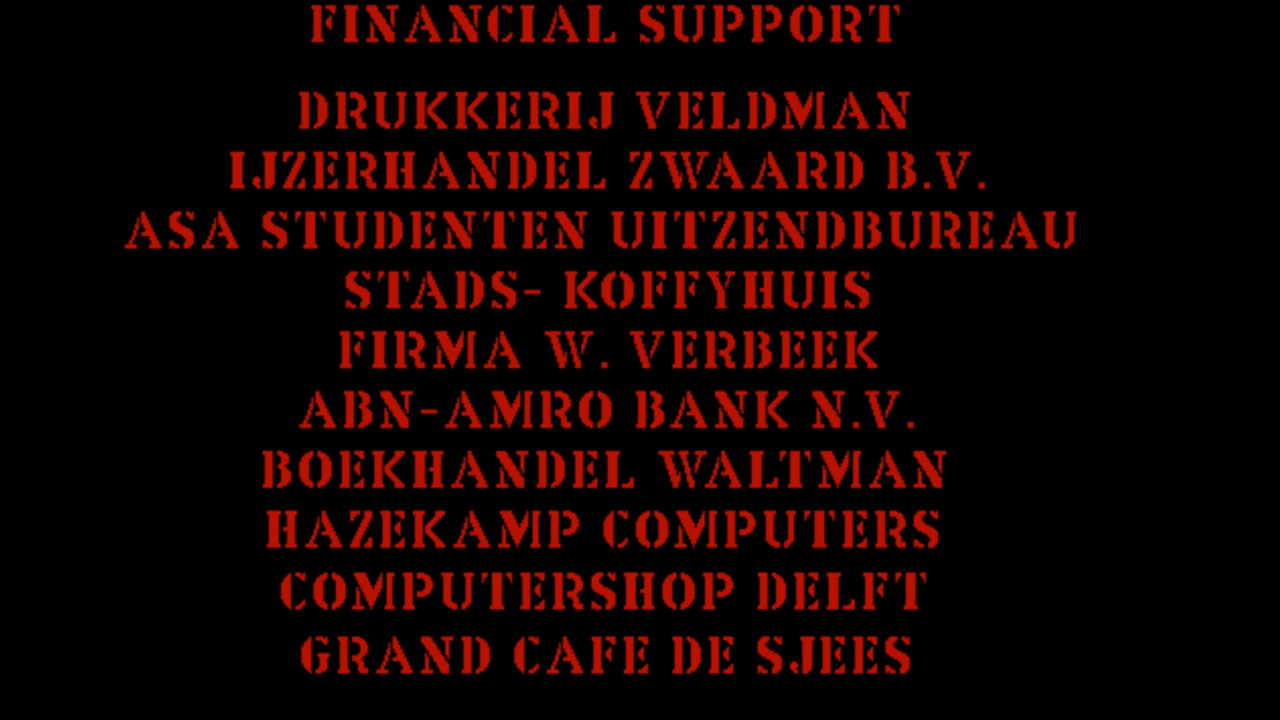 FINANCIAL SUPPORT
DRUKKERIJ VELDMAN
IJZERHANDEL ZWAARD B.V.
ASA STUDENTEN UITZENDBUREAU
STADS- KOFFYHUIS
FIRMA W. VERBEEK
ABN-AMRO BANK N.V.
BOEKHANDEL WALTMAN
HAZEKAMP COMPUTERS
COMPUTERSHOP DELFT
GRAND CAFE DE SJEES